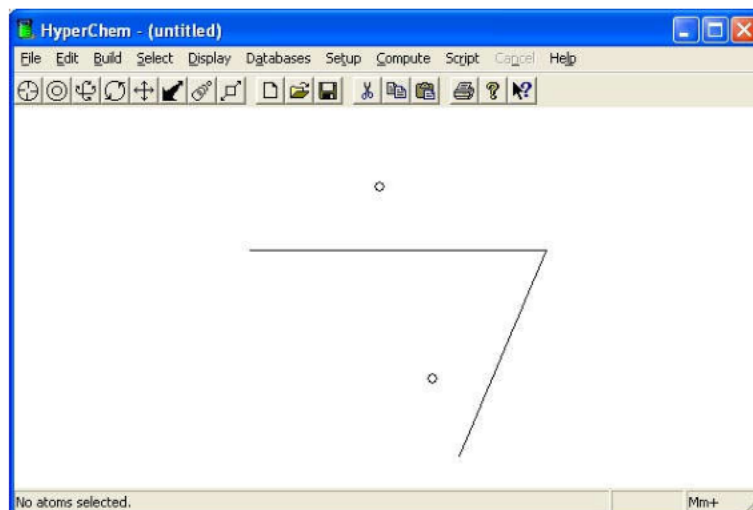 HyperChem - (untitled)
File Edit Build Select Display Databases Setup Compute Script Cancel Help
No atoms selected. Mm+